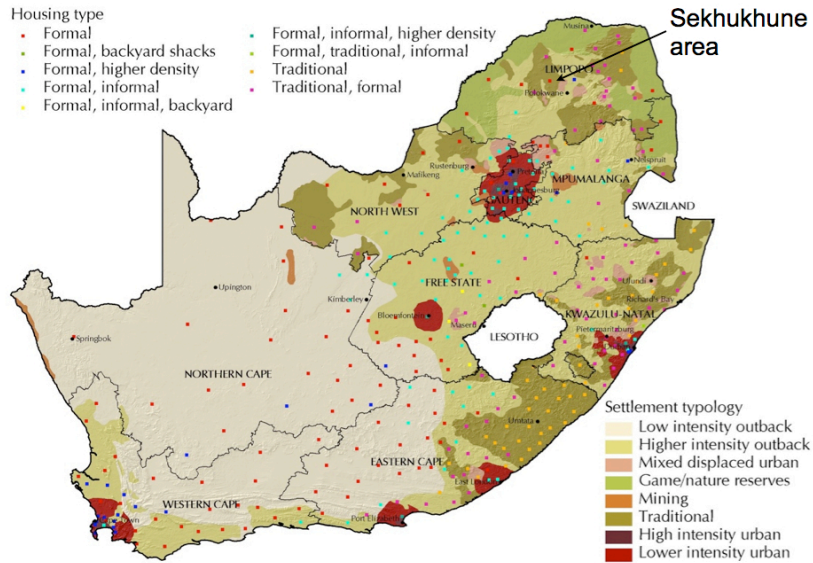 Housing type
Formal
Formal, backyard shacks
Formal, higher density
Formal, informal
Formal, informal, backyard
Formal, informal, higher density
Formal, traditional, informal
Traditional
Traditional, formal
Sekhukhune
area
Musina
LIMPOPO
Polokwane
Nelspruit
Rustenburg
Mafikeng
MPUMALANGA
GAUTENG
SWAZILAND
NORTH WEST
Upington
Kimberley
FREE STATE
Ulundi
Richard's Bay
Bloemfontein
Maseru
KWAZULU-NATAL
Pietermaritzburg
LESOTHO
Springbok
NORTHERN CAPE
Umtata
EASTERN CAPE
East London
WESTERN CAPE
Port Elizabeth
Settlement typology
Low intensity outback
Higher intensity outback
Mixed displaced urban
Game/nature reserves
Mining
Traditional
High intensity urban
Lower intensity urban